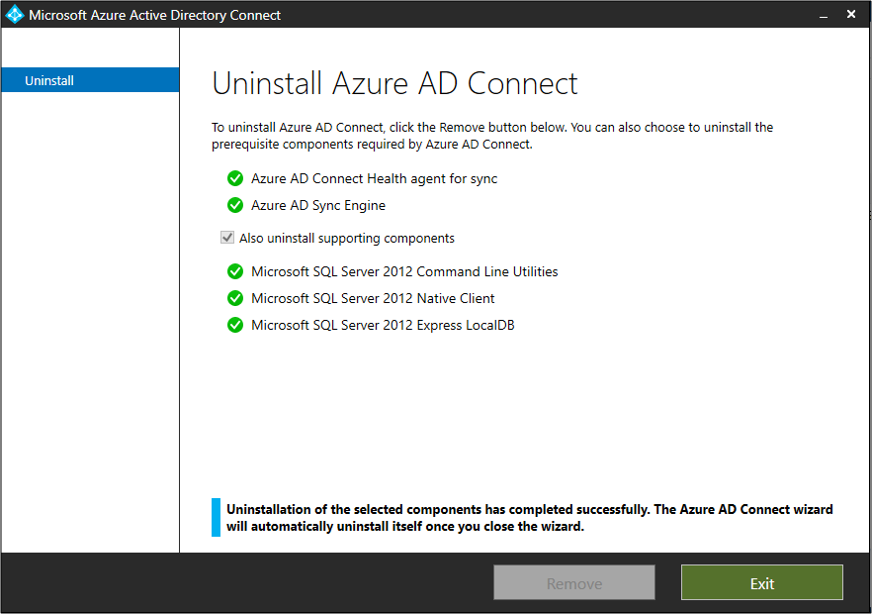 Microsoft Azure Active Directory Connect
Uninstall
Uninstall Azure AD Connect
To uninstall Azure AD Connect, click the Remove button below. You can also choose to uninstall the
prerequisite components required by Azure AD Connect.
Azure AD Connect Health agent for sync
Azure AD Sync Engine
Also uninstall supporting components
Microsoft SQL Server 2012 Command Line Utilities
Microsoft SQL Server 2012 Native Client
Microsoft SQL Server 2012 Express LocalDB
Uninstallation of the selected components has completed successfully. The Azure AD Connect wizard
will automatically uninstall itself once you close the wizard.
Remove
Exit